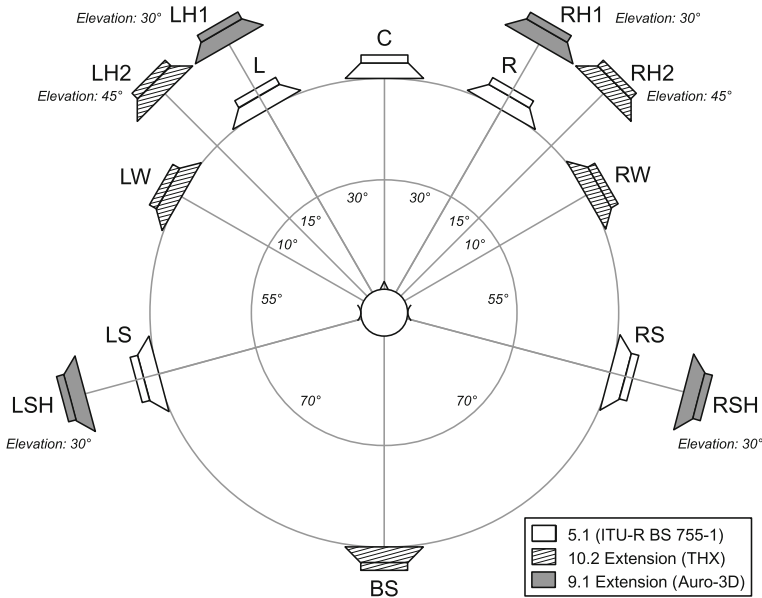 Elevation: 30° LH1
RH1 Elevation: 30°
C
L
R
LH2
RH2
Elevation: 45°
Elevation: 45°
LW
RW
30°
30°
15°
15°
10°
10°
55°
55°
LS
RS
LSH
RSH
70°
70°
Elevation: 30°
Elevation: 30°
BS
5.1 (ITU-R BS 755-1)
10.2 Extension (THX)
9.1 Extension (Auro-3D)